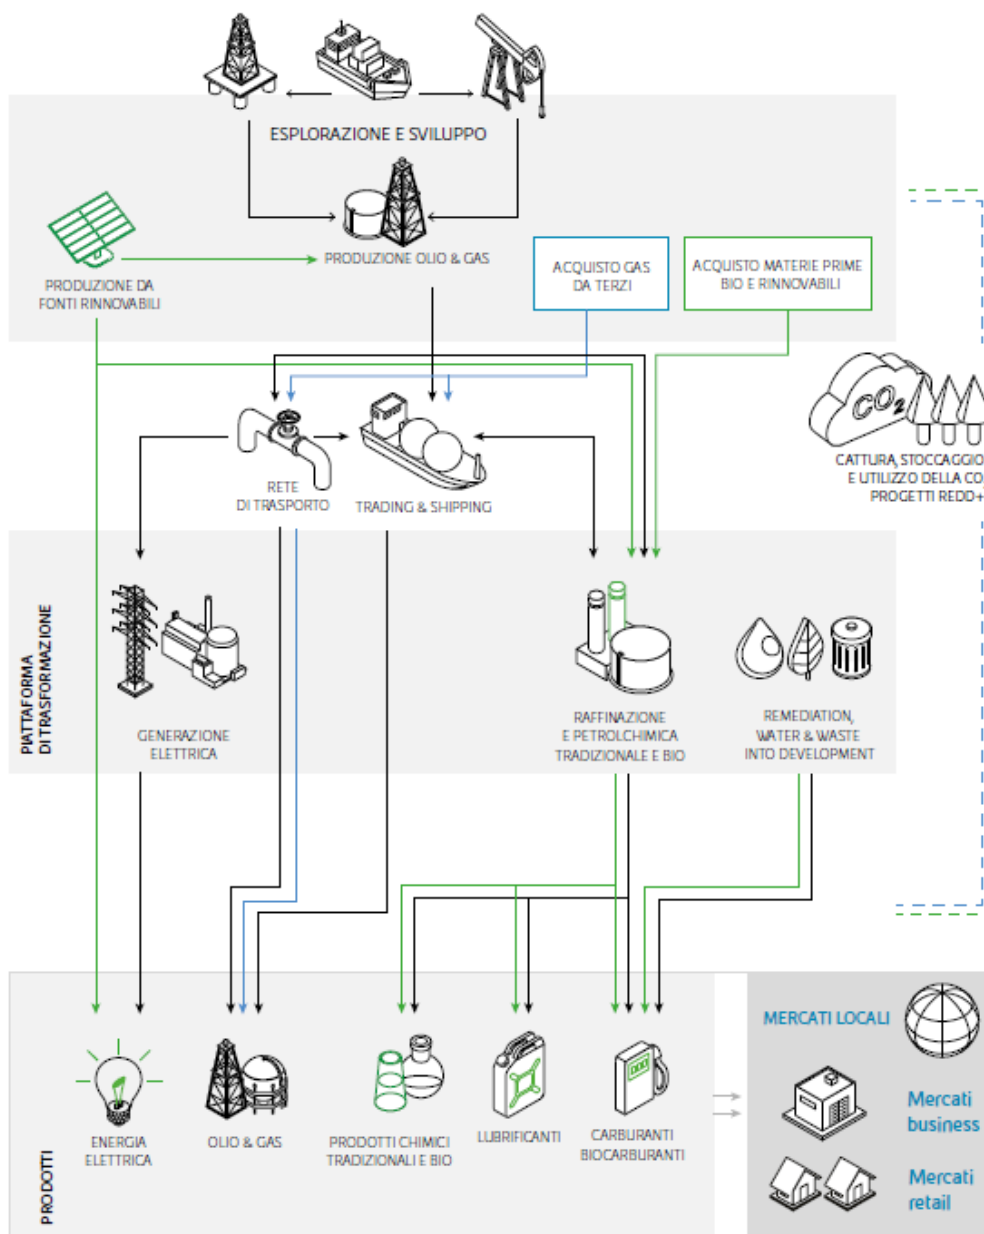 ESPLORAZIONE E SVILUPPO
PRODUZIONE OLIO & GAS
PRODUZIONE DA
FONTI RINNOVABILI
ACQUISTO GAS
DA TERZI
ACQUISTO MATERIE PRIME
BIO E RINNOVABILI
CO2
CATTURA, STOCCAGGIO
E UTILIZZO DELLA CO2
PROGETTI REDD+
RETE
DI TRASPORTO
TRADING & SHIPPING
PIATTAFORMA
DI TRASFORMAZIONE
GENERAZIONE
ELETTRICA
RAFFINAZIONE
E PETROLCHIMICA
TRADIZIONALE E BIO
REMEDIATION,
WATER & WASTE
INTO DEVELOPMENT
PRODOTTI
ENERGIA
ELETTRICA
OLIO & GAS
PRODOTTI CHIMICI
TRADIZIONALI E BIO
LUBRIFICANTI
CARBURANTI
BIOCARBURANTI
MERCATI LOCALI
Mercati
business
Mercati
retail